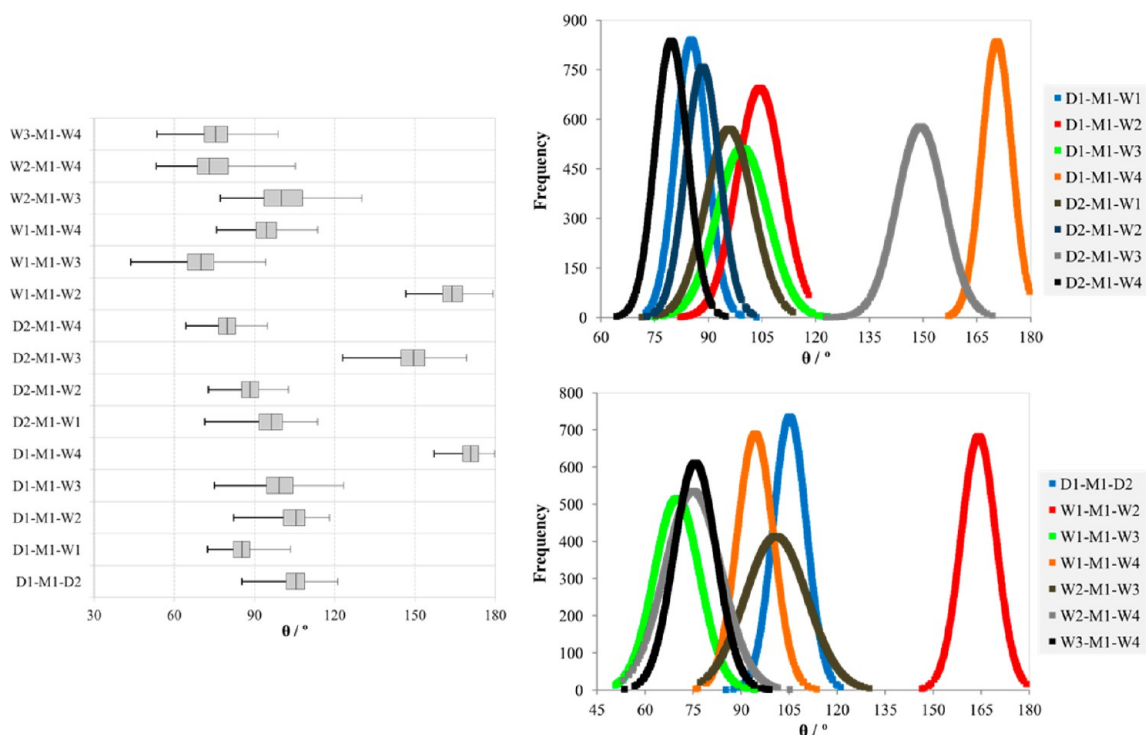 W3-M1-W4
W2-M1-W4
W2-M1-W3
W1-M1-W4
W1-M1-W3
W1-M1-W2
D2-M1-W4
D2-M1-W3
D2-M1-W2
D2-M1-W1
D1-M1-W4
D1-M1-W3
D1-M1-W2
D1-M1-W1
D1-M1-D2
30 60 90 120 150 180
θ / º
900
750
600
450
300
150
0
Frequency
60 75 90 105 120 135 150 165 180
θ / º
D1-M1-W1
D1-M1-W2
D1-M1-W3
D1-M1-W4
D2-M1-W1
D2-M1-W2
D2-M1-W3
D2-M1-W4
800
700
600
500
400
300
200
100
0
Frequency
45 60 75 90 105 120 135 150 165 180
θ / º
D1-M1-D2
W1-M1-W2
W1-M1-W3
W1-M1-W4
W2-M1-W3
W2-M1-W4
W3-M1-W4